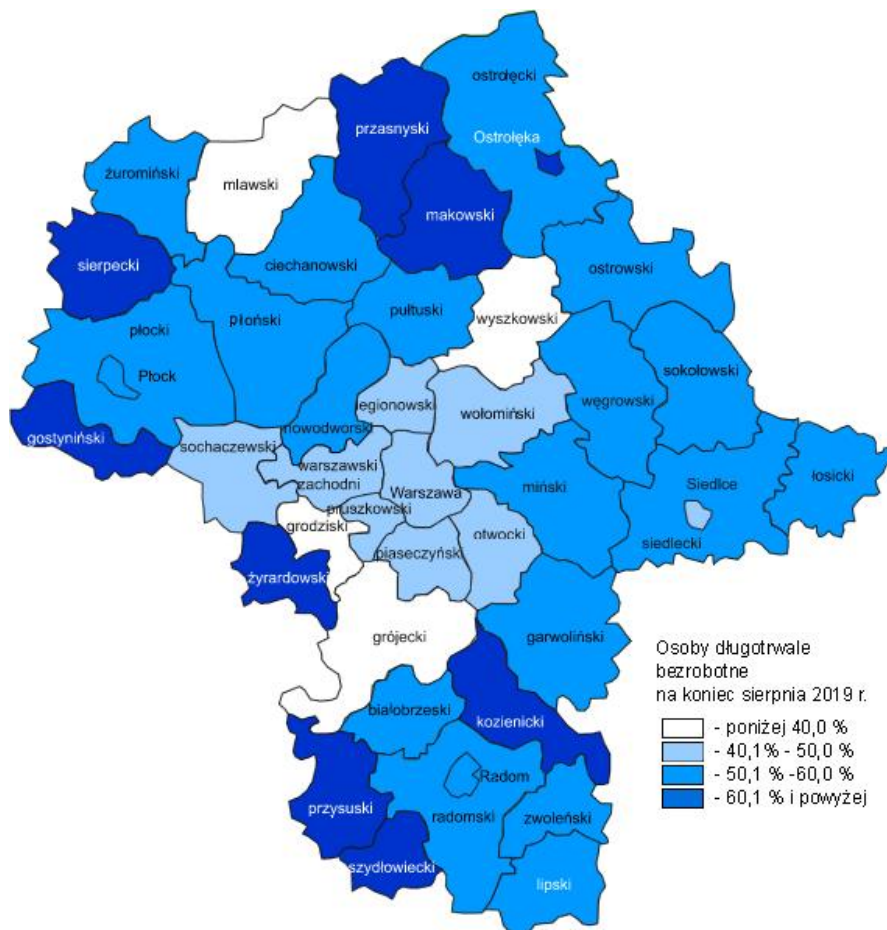 ostrołęcki
przasnyski
Ostrołęka
żuromiński
mlawski
makowski
sierpecki
ciechanowski
ostrowski
płocki
płoński
pułtuski
wyszkowski
Płock
legionowski
wołomiński
węgrowski
sokołowski
gostyniński
sochaczewski
nowodworski
warszawski
zachodni
Warszawa
miński
Siedlce
łosicki
pruszkowski
grodziski
otwocki
siedlecki
piaseczyński
żyrardowski
grójecki
garwoliński
Osoby długotrwale
bezrobotne
na koniec sierpnia 2019 r.
- poniżej 40,0 %
- 40,1% - 50,0 %
- 50,1 % -60,0 %
- 60,1 % i powyżej
białobrzeski
kozienicki
Radom
przysuski
radomski
zwoleński
szydłowiecki
lipski